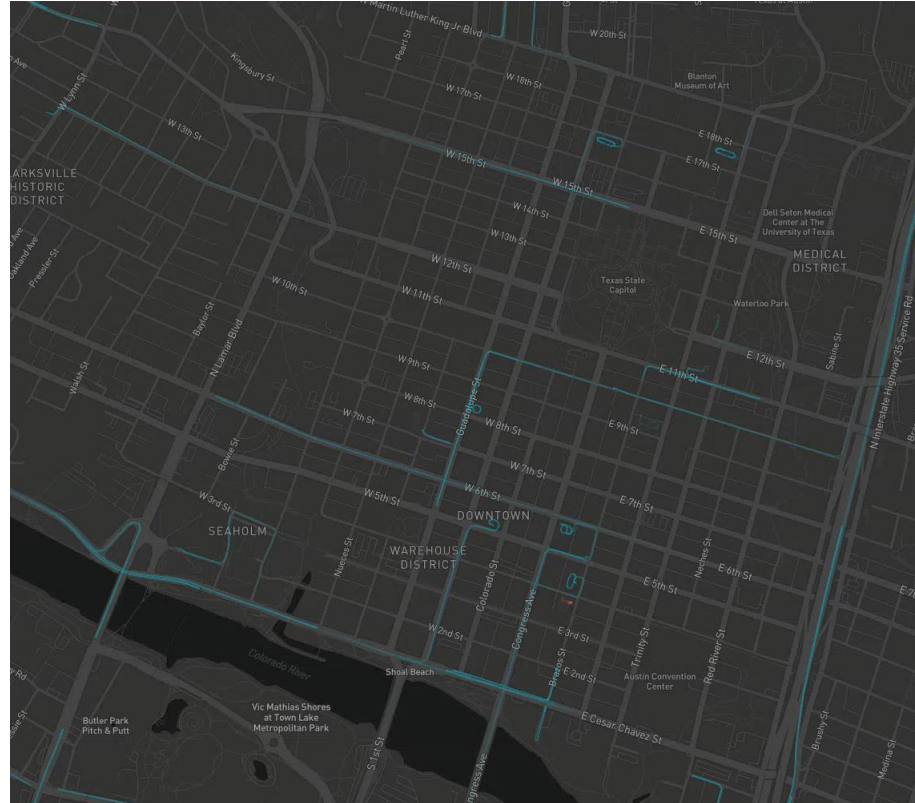 N Martin Luther King Jr Blvd
W 20th St
Pearl St
Kingsbury St
W 18th St
W 17th St
Blanton
Museum of Art
W Lynn St
W 13th St
E 18th St
E 17th St
W 15th St
W 15th St
W 14th St
W 13th St
E 15th St
ARKSVILLE
HISTORIC
DISTRICT
Dell Seton Medical
Center at The
University of Texas
MEDICAL
DISTRICT
Oakland Ave
Pressler St
W 12th St
W 10th St
W 11th St
Texas State
Capitol
Waterloo Park
Baylor St
N Lamar Blvd
Sabine St
E 12th St
N Interstate Highway 35 Service Rd
Walsh St
W 9th St
E 11th St
W 8th St
Guadalupe St
W 7th St
W 8th St
E 9th St
Bowie St
W 7th St
W 6th St
E 7th St
W 5th St
W 3rd St
DOWNTOWN
SEAHOLM
Nueces St
WAREHOUSE
DISTRICT
Colorado St
Neches St
E 6th St
E 5th St
Congress Ave
W 2nd St
E 3rd St
Trinity St
Red River St
Colorado River
Shoal Beach
Brazos St
E 2nd St
Austin Convention
Center
Butler Park
Pitch & Putt
Vic Mathias Shores
at Town Lake
Metropolitan Park
E Cesar Chavez St
S 1st St
ongress Ave
Brushy St
Medina St